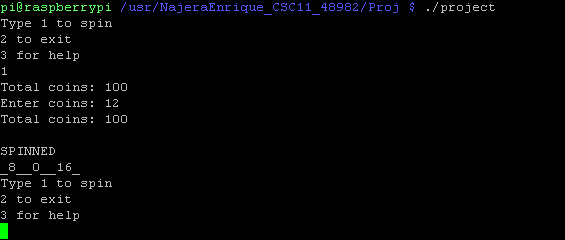 pi@raspberrypi /usr/NajeraEnrique_CSC11_48982/Proj $ ./project
Type 1 to spin
2 to exit
3 for help
1
Total coins: 100
Enter coins: 12
Total coins: 100
SPINNED
_8__0__16_
Type 1 to spin
2 to exit
3 for help